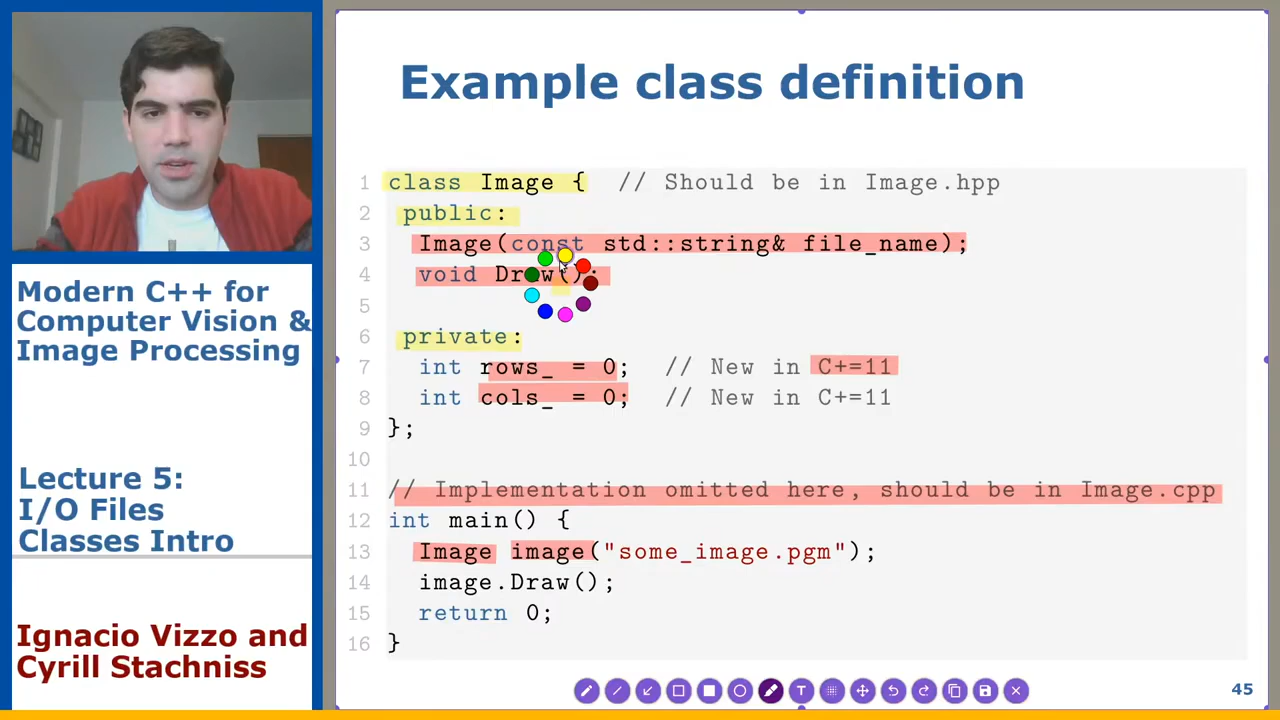 Example class definition
1 class Image { // Should be in Image.hpp
2 public:
3 Image(const std::string& file_name);
4 void Draw();
5
6 private:
7 int rows_ = 0; // New in C+=11
8 int cols_ = 0; // New in C+=11
9 };
10
11 // Implementation omitted here, should be in Image.cpp
12 int main() {
13 Image image("some_image.pgm");
14 image.Draw();
15 return 0;
16 }
Modern C++ for
Computer Vision &
Image Processing
Lecture 5:
I/O Files
Classes Intro
Ignacio Vizzo and
Cyrill Stachniss
T
45